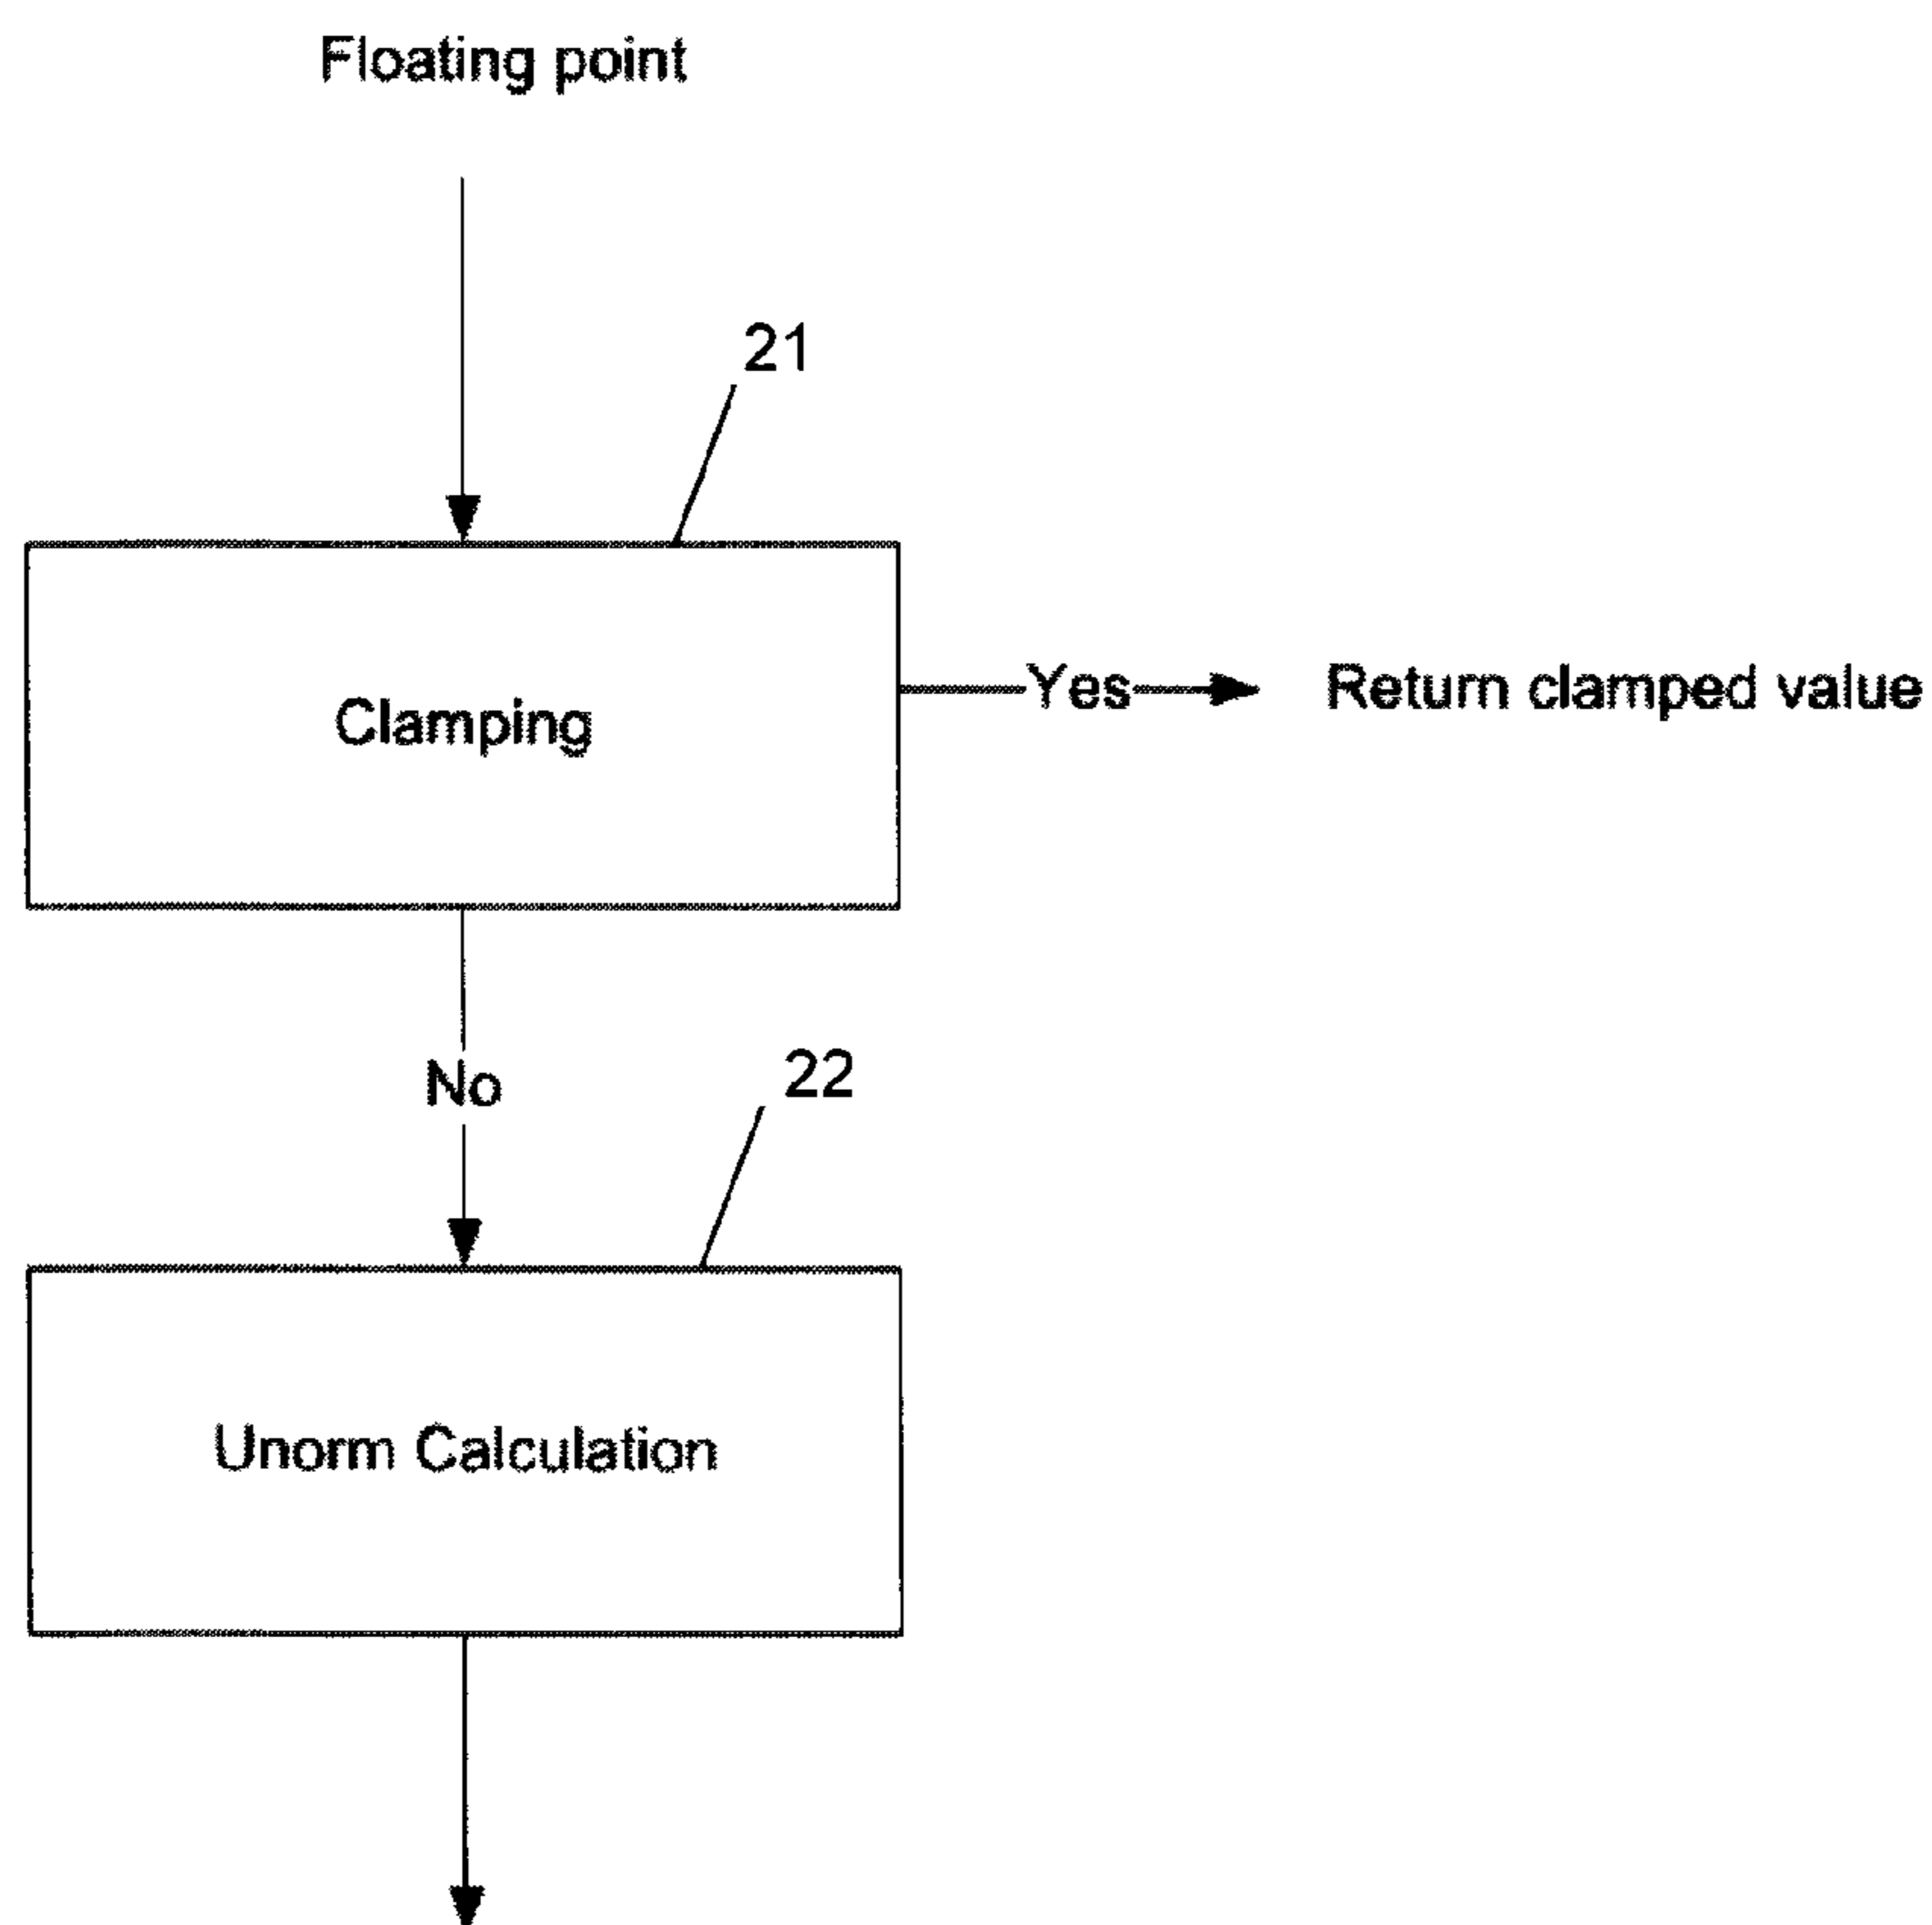 Floating point
21
Clamping
Yes
Return clamped value
No
22
Unorm Calculation